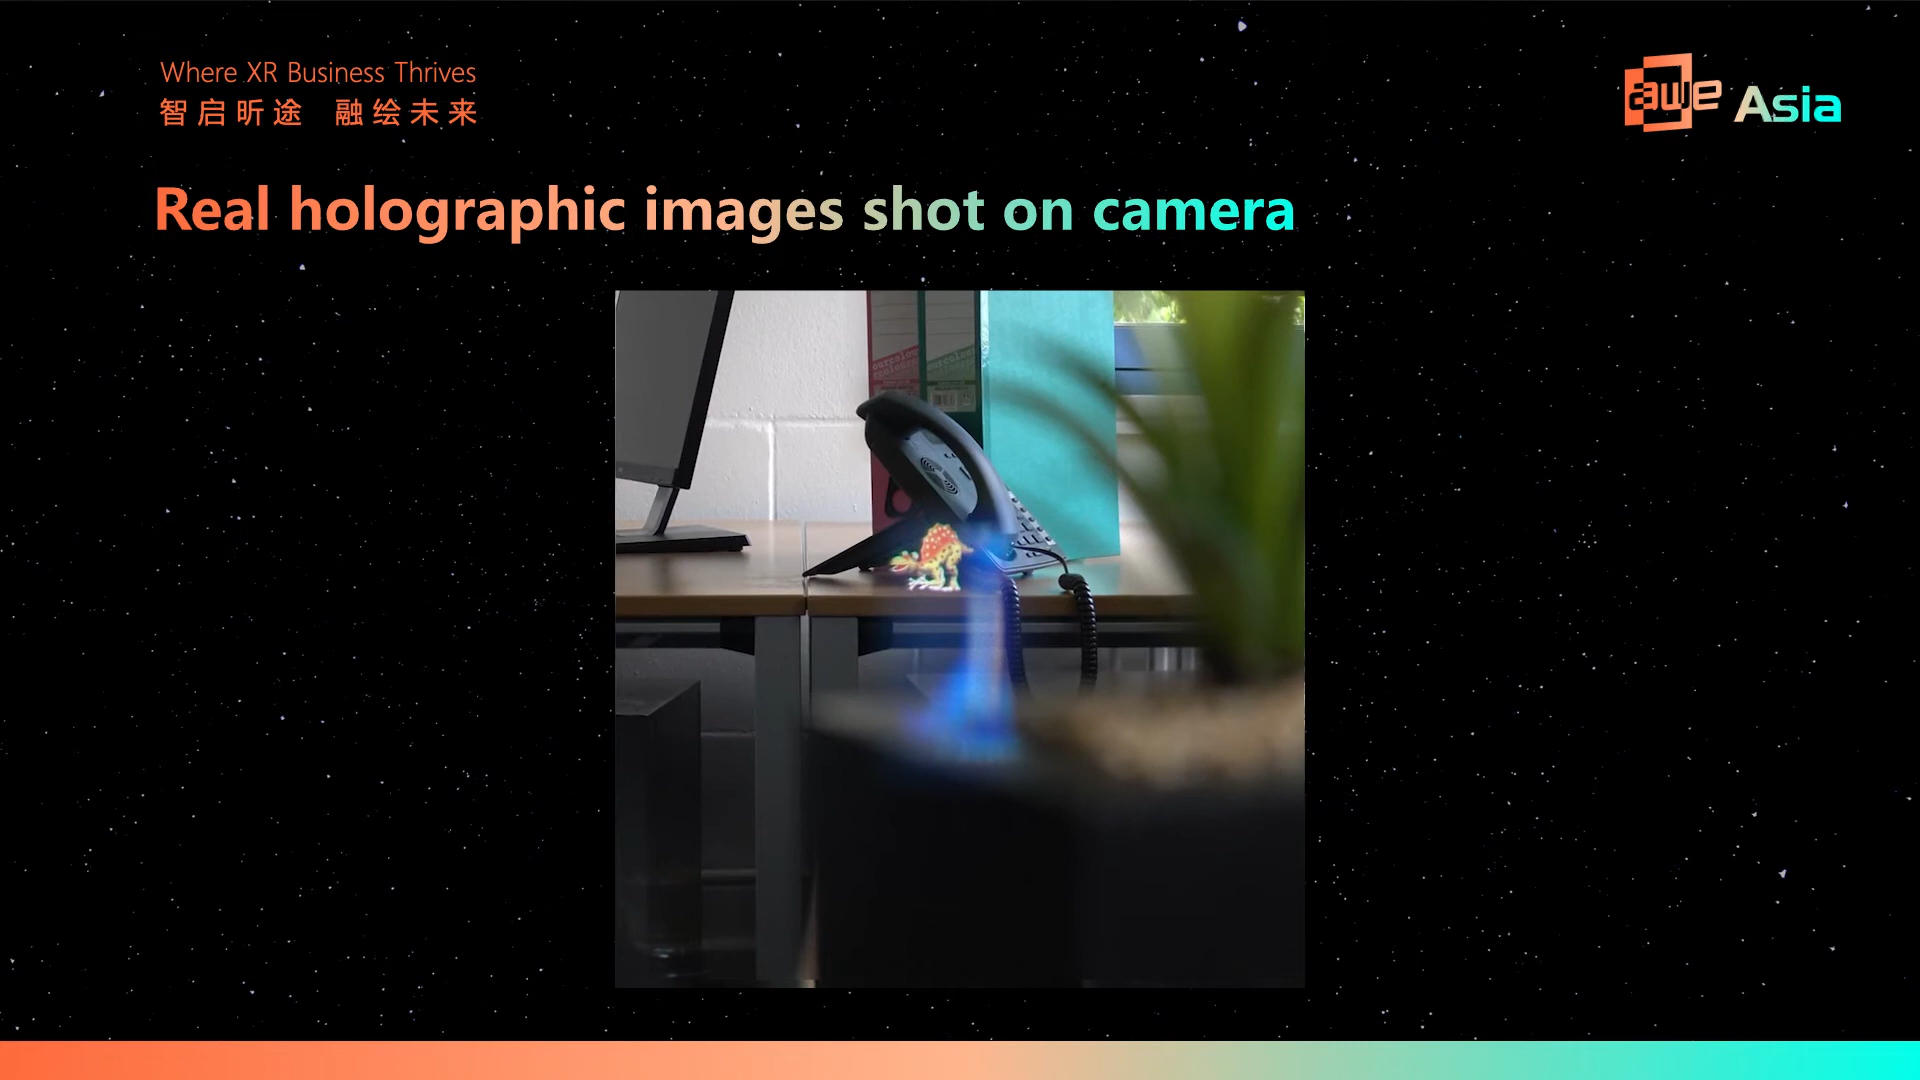 Where XR Business Thrives
智启昕途 融绘未来
awe Asia
Real holographic images shot on camera